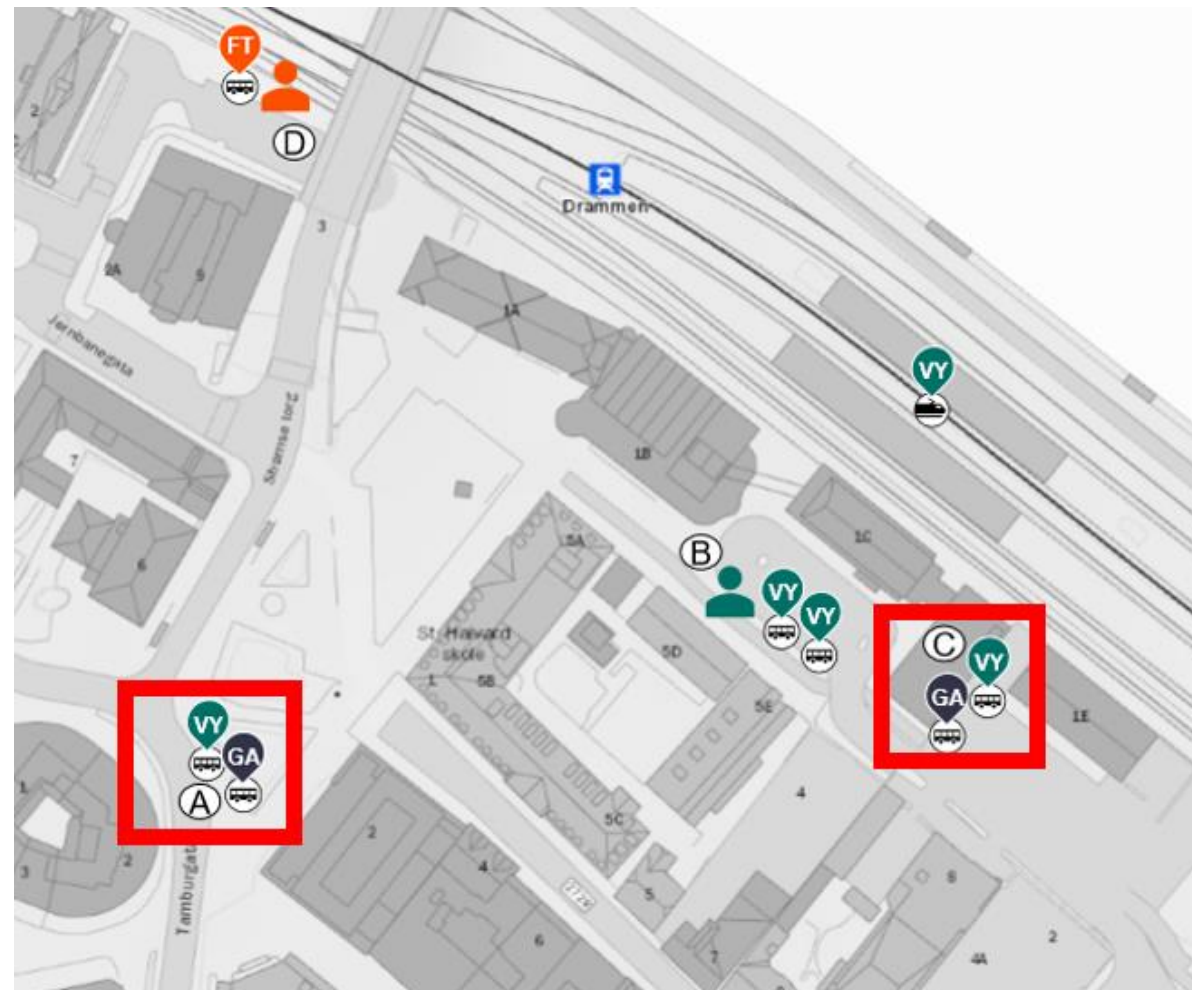 FT
D
Drammen
2
3
2A
9
1A
Jernbanegata
VY
Strømsø torg
1B
7
5A
1C
B
6
VY
VY
St. Hallvard
skole
5D
C
VY
1
5B
5E
GA
1E
VY
GA
A
1
4
2
5C
2
3
4
5
8
Tamburgata
2728
6
7
2
4A